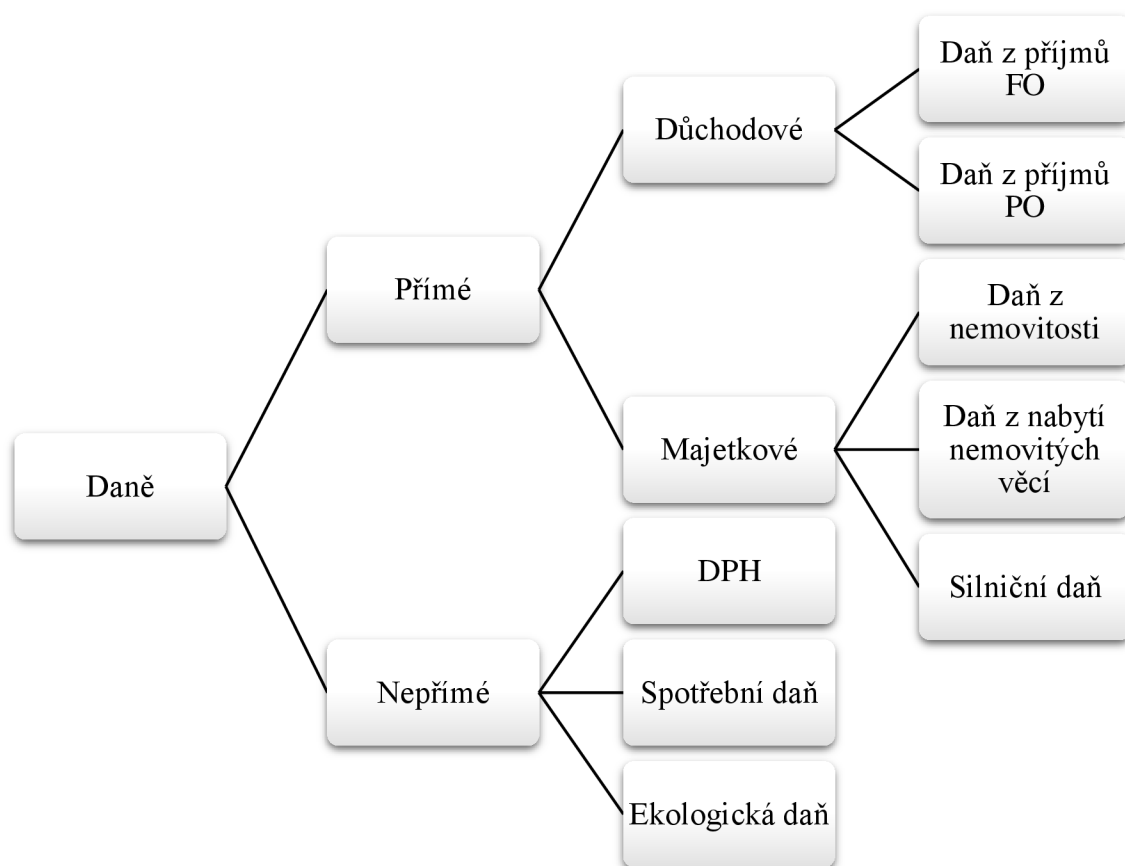 Daně
Přímé
Důchodové
Daň z příjmů
FO
Daň z příjmů
PO
Majetkové
Daň z
nemovitosti
Daň z nabytí
nemovitých
věcí
Silniční daň
Nepřímé
DPH
Spotřební daň
Ekologická daň